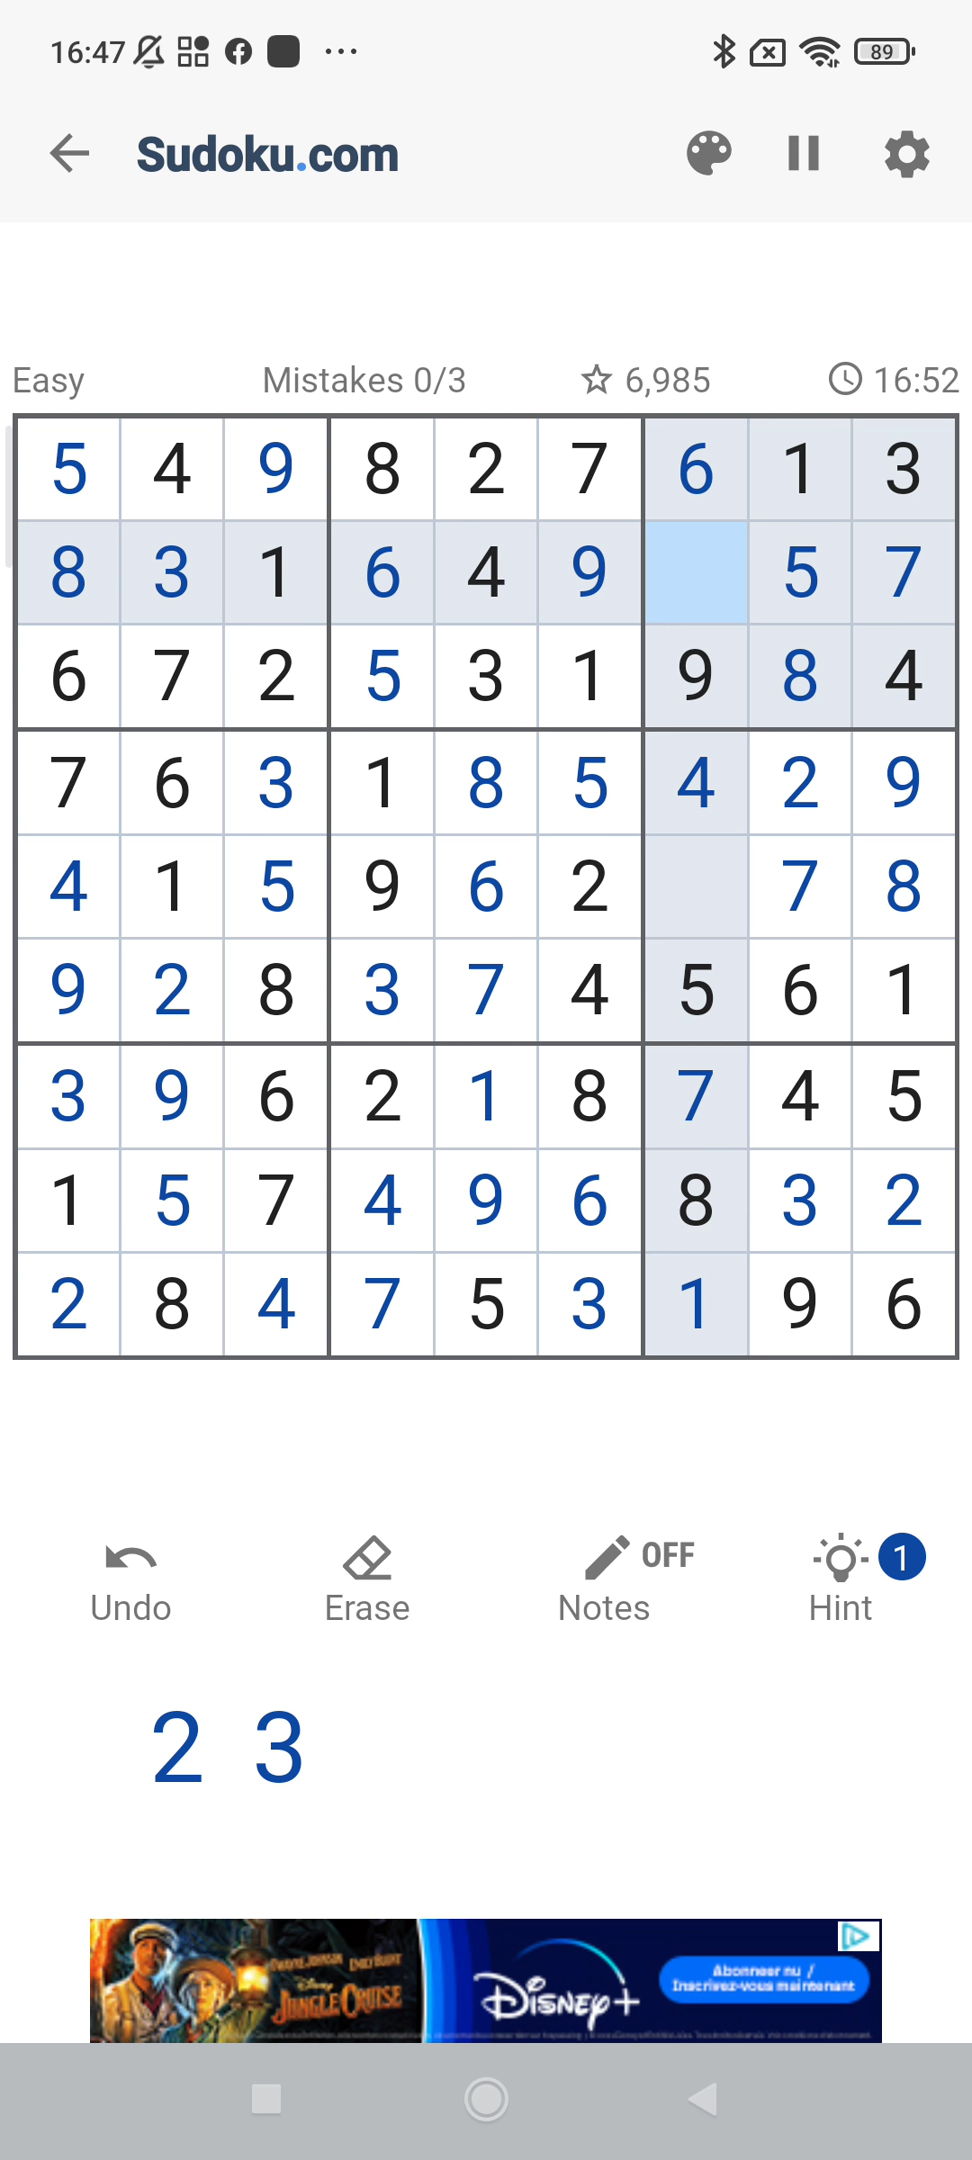 16:47 89
Sudoku.com
Easy Mistakes 0/3 6,985 16:52
5 4 9 8 2 7 6 1 3
8 3 1 6 4 9 5 7
6 7 2 5 3 1 9 8 4
7 6 3 1 8 5 4 2 9
4 1 5 9 6 2 7 8
9 2 8 3 7 4 5 6 1
3 9 6 2 1 8 7 4 5
1 5 7 4 9 6 8 3 2
2 8 4 7 5 3 1 9 6
OFF 1
Undo Erase Notes Hint
2 3
Disney
JUNGLE CRUISE
Disney+
Abonneer nu /
Inscrivez-vous maintenant